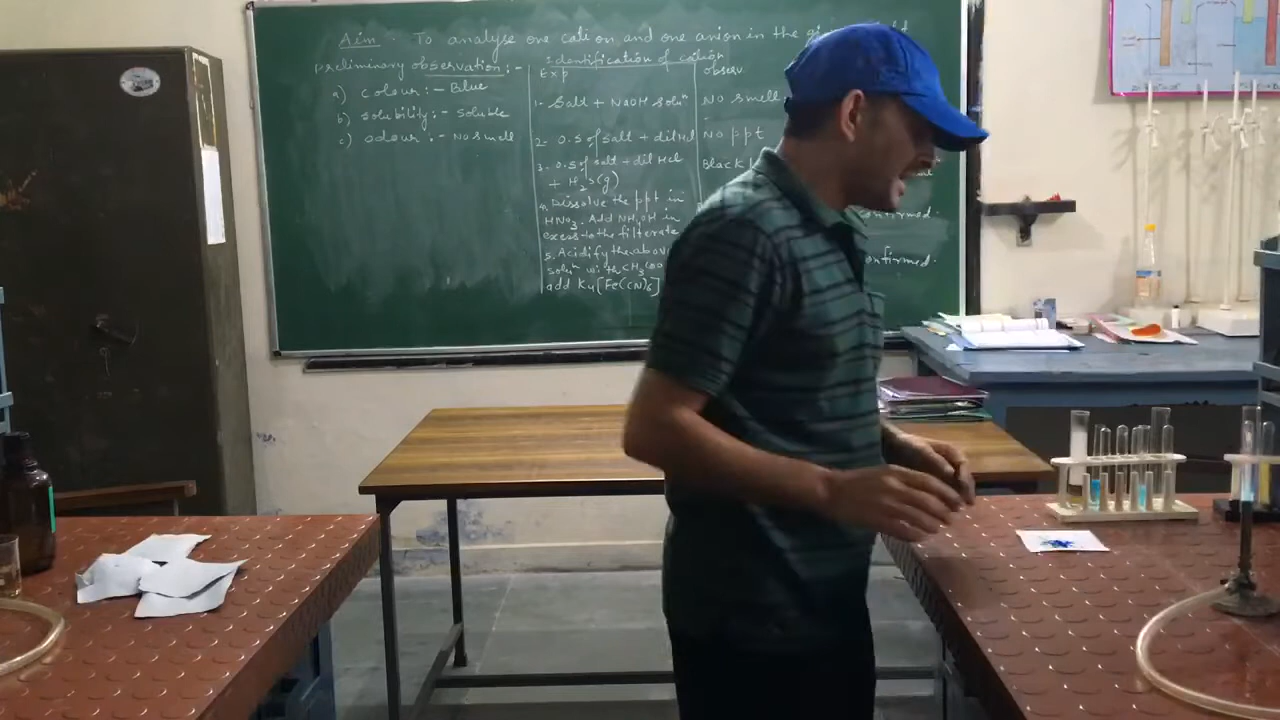 Aim - To analyse one cation and one anion in the
preliminary observation :-
a) colour :- Blue
b) solubility :- soluble
c) odour :- No smell
Identification of cation
Exp
observ
1- Salt + NaOH soluⁿ
No smell
2- 0.5 of salt + dil Hcl
No ppt
3- 0.5 of salt + dil HCl
+ H₂S(g)
Black
4. Dissolve the ppt in
HNO₃. Add NH₄OH in
excess to the filterate
confirmed.
5. Acidify the above
soluⁿ with CH₃COO
add K₄[Fe(CN)₆]
confirmed.